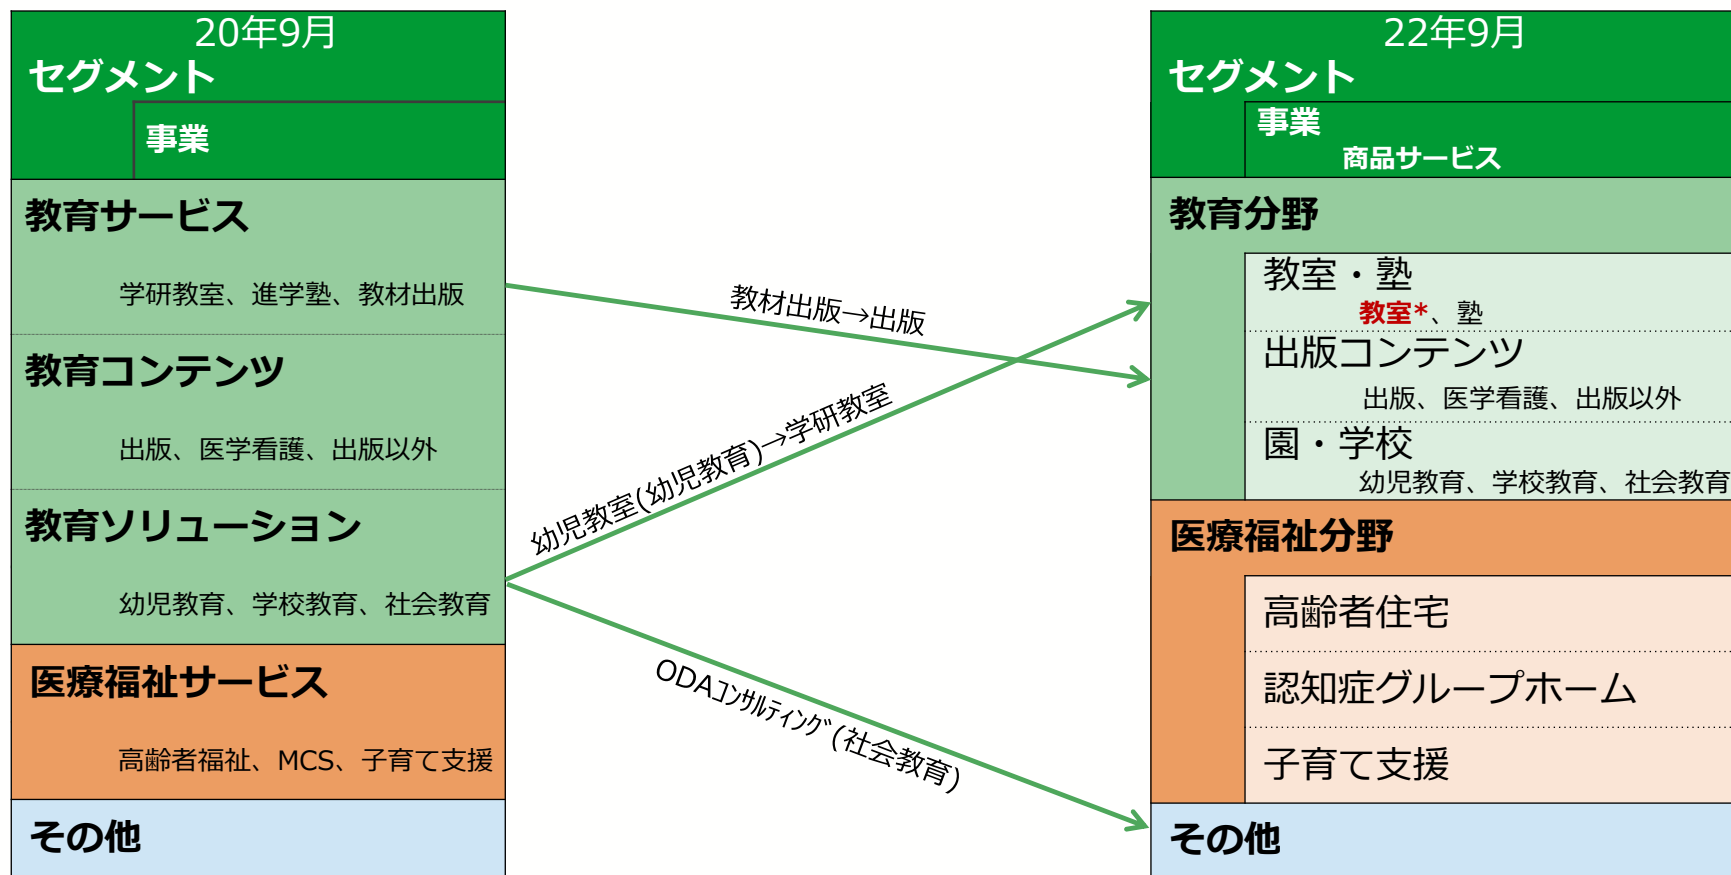 20年9月
セグメント
事業
教育サービス
学研教室、進学塾、教材出版
教育コンテンツ
出版、医学看護、出版以外
教育ソリューション
幼児教育、学校教育、社会教育
医療福祉サービス
高齢者福祉、MCS、子育て支援
その他
教材出版→出版
幼児教室(幼児教育)→学研教室
ODAｺﾝｻﾙﾃｨﾝｸﾞ(社会教育)
22年9月
セグメント
事業
商品サービス
教育分野
教室・塾
教室*、塾
出版コンテンツ
出版、医学看護、出版以外
園・学校
幼児教育、学校教育、社会教育
医療福祉分野
高齢者住宅
認知症グループホーム
子育て支援
その他